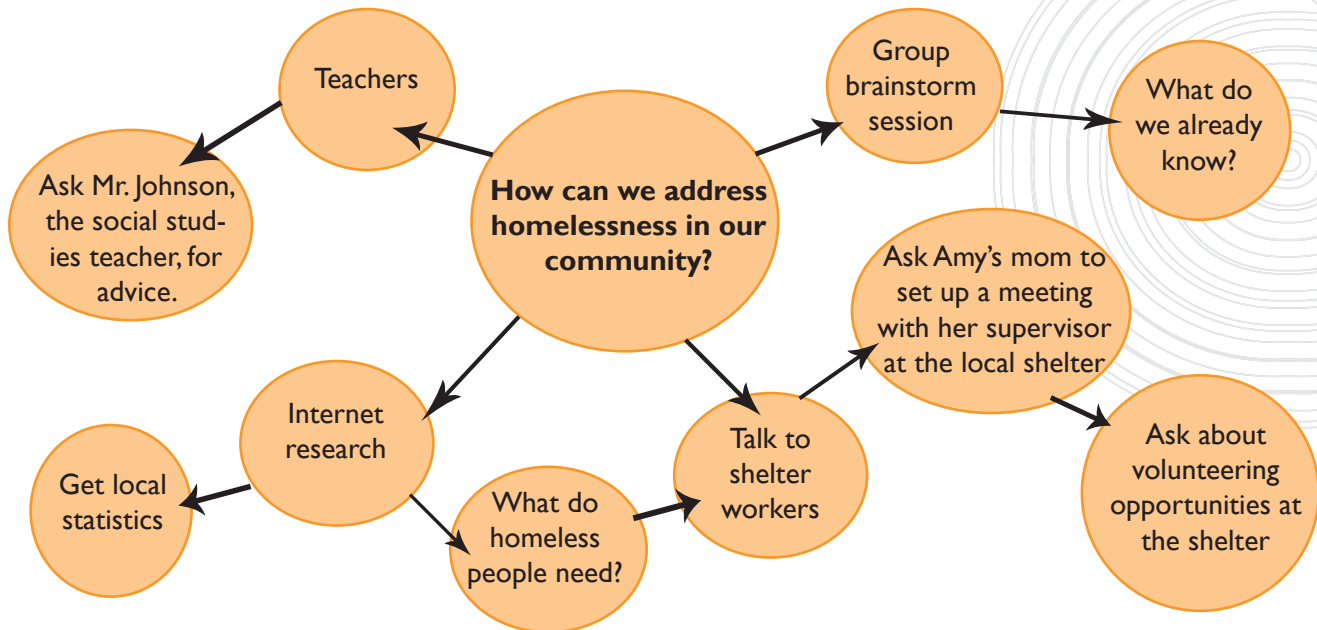 Teachers
Ask Mr. Johnson,
the social stud-
ies teacher, for
advice.
How can we address
homelessness in our
community?
Group
brainstorm
session
What do
we already
know?
Ask Amy’s mom to
set up a meeting
with her supervisor
at the local shelter
Internet
research
Get local
statistics
What do
homeless
people need?
Talk to
shelter
workers
Ask about
volunteering
opportunities at
the shelter